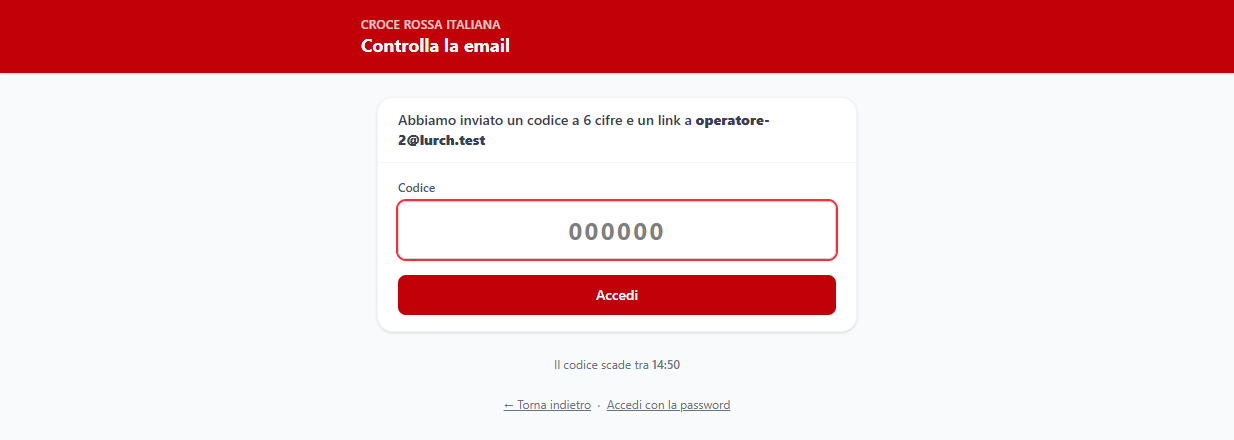 CROCE ROSSA ITALIANA
Controlla la email
Abbiamo inviato un codice a 6 cifre e un link a operatore-
2@lurch.test
Codice
000000
Accedi
Il codice scade tra 14:50
← Torna indietro · Accedi con la password